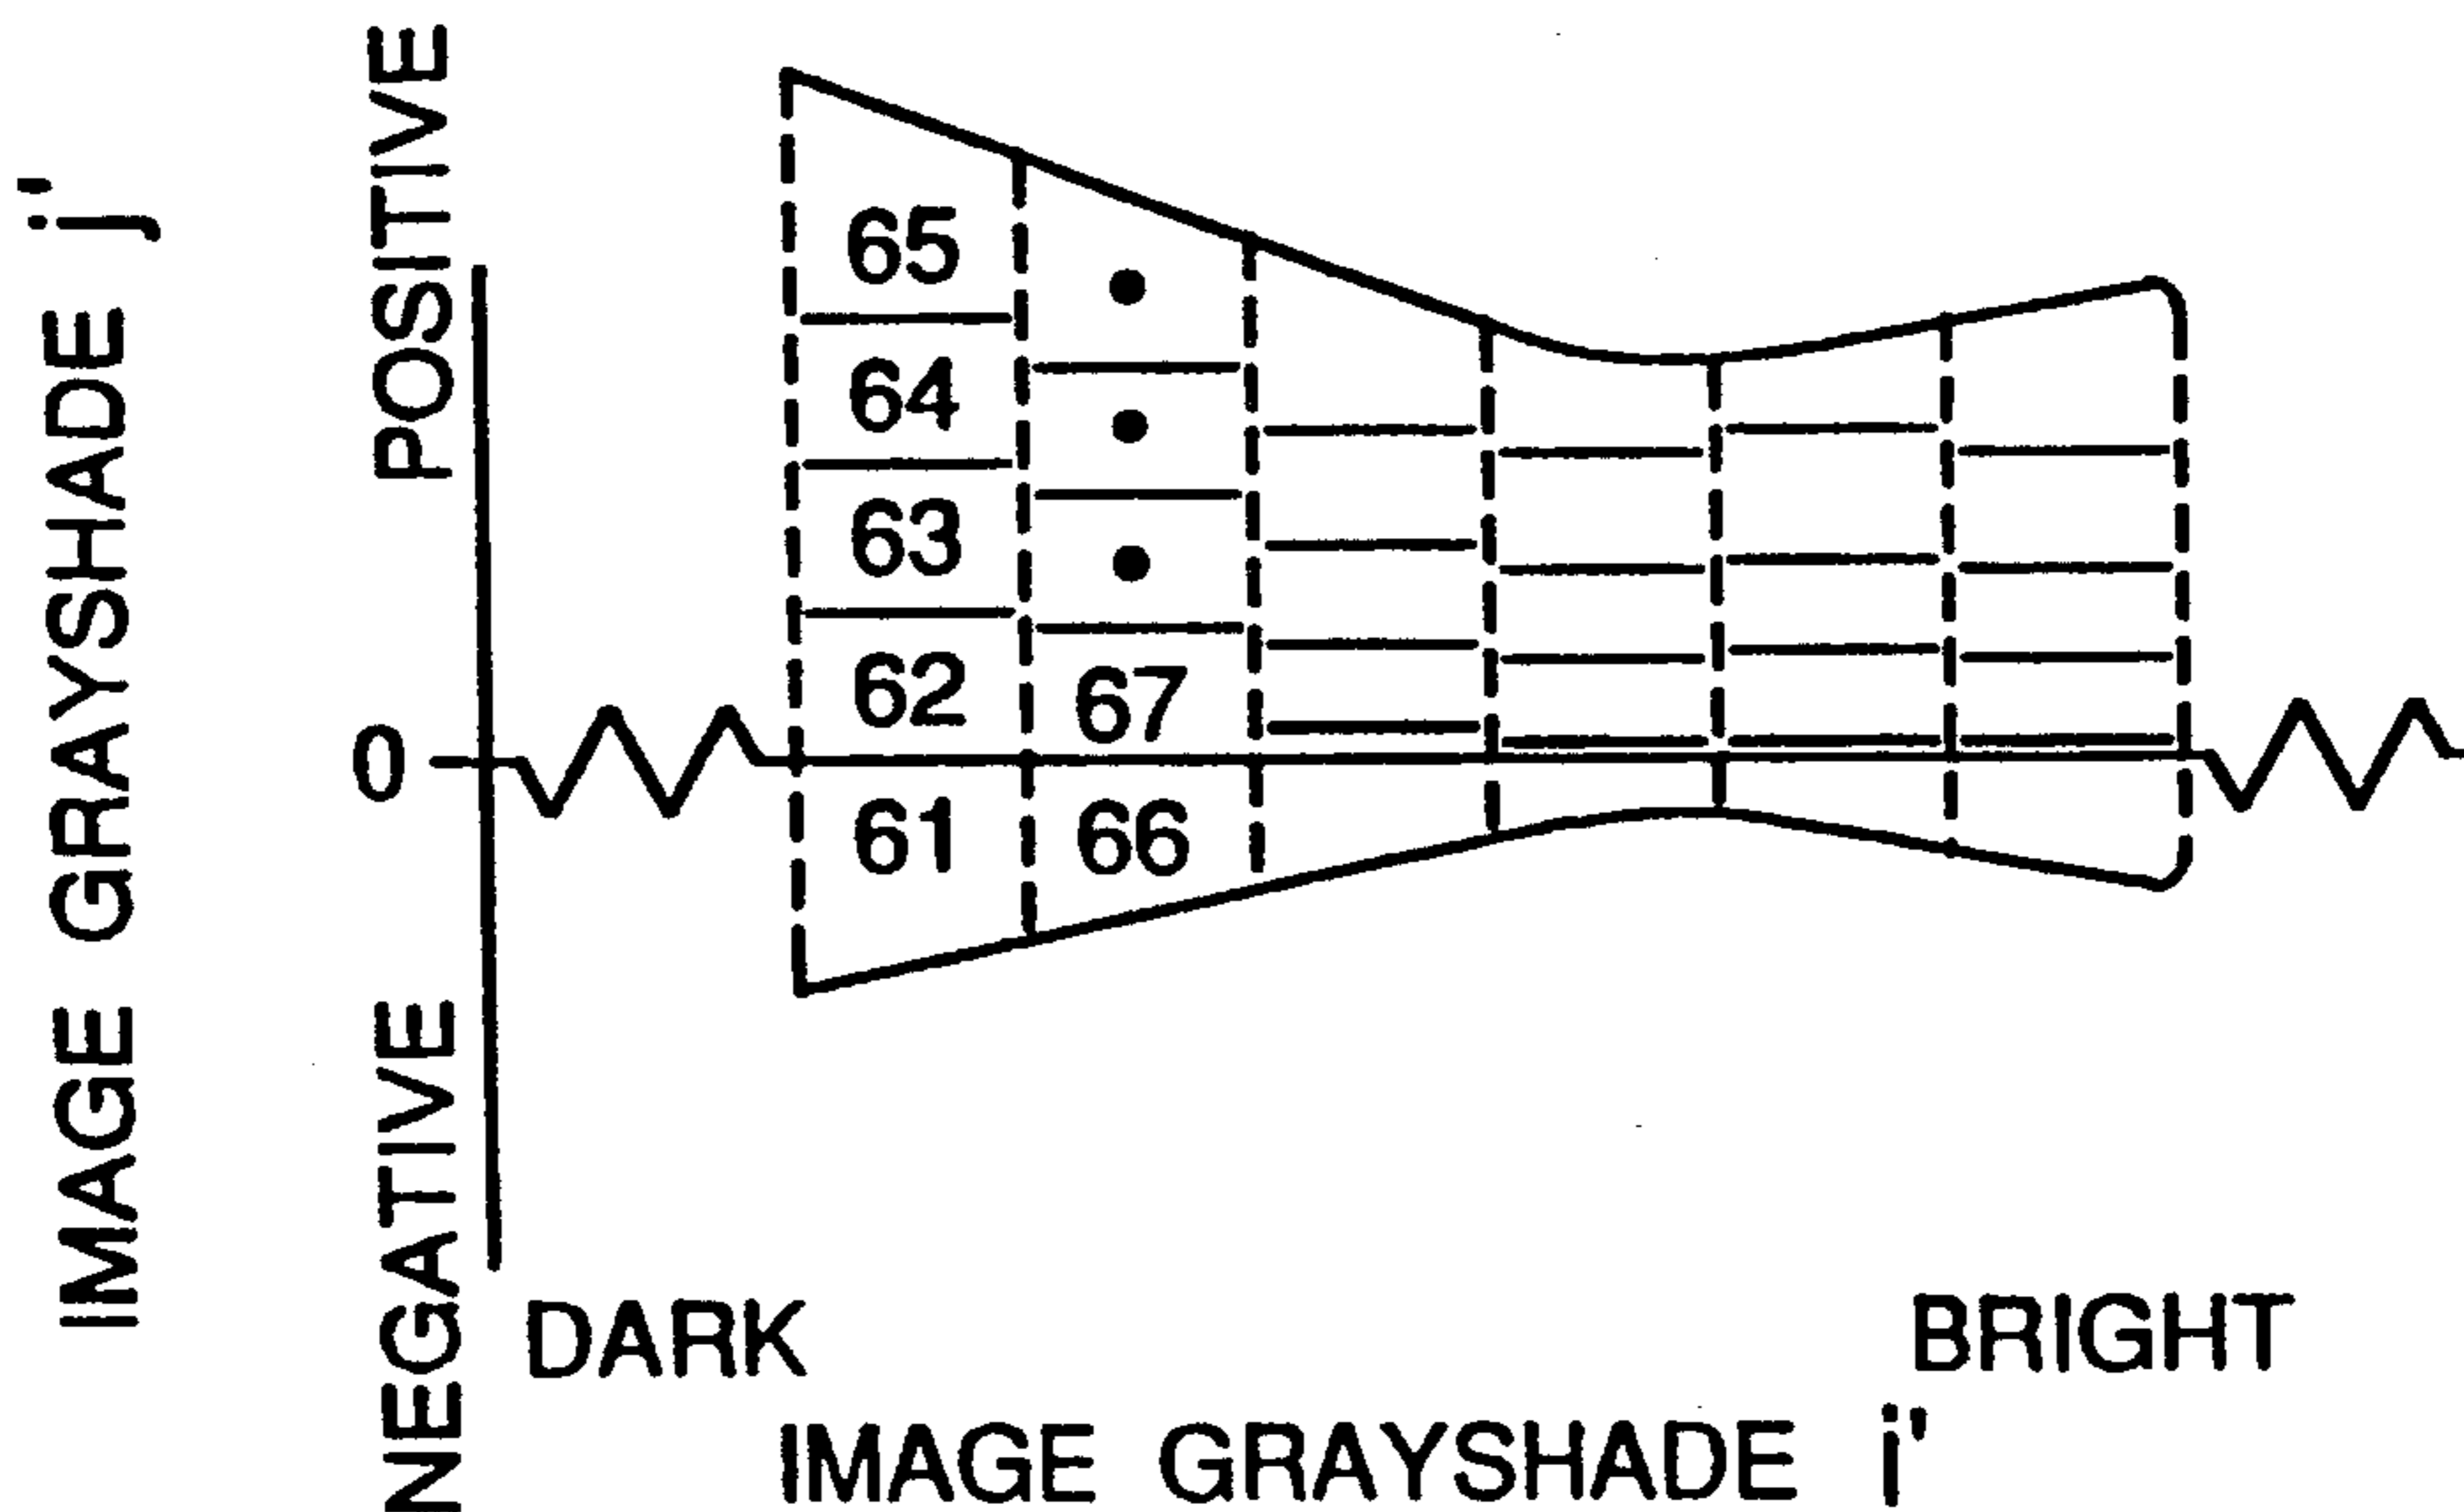 IMAGE GRAYSHADE j'
NEGATIVE POSITIVE
0
65
64
63
62 67
61 66
DARK BRIGHT
IMAGE GRAYSHADE i'